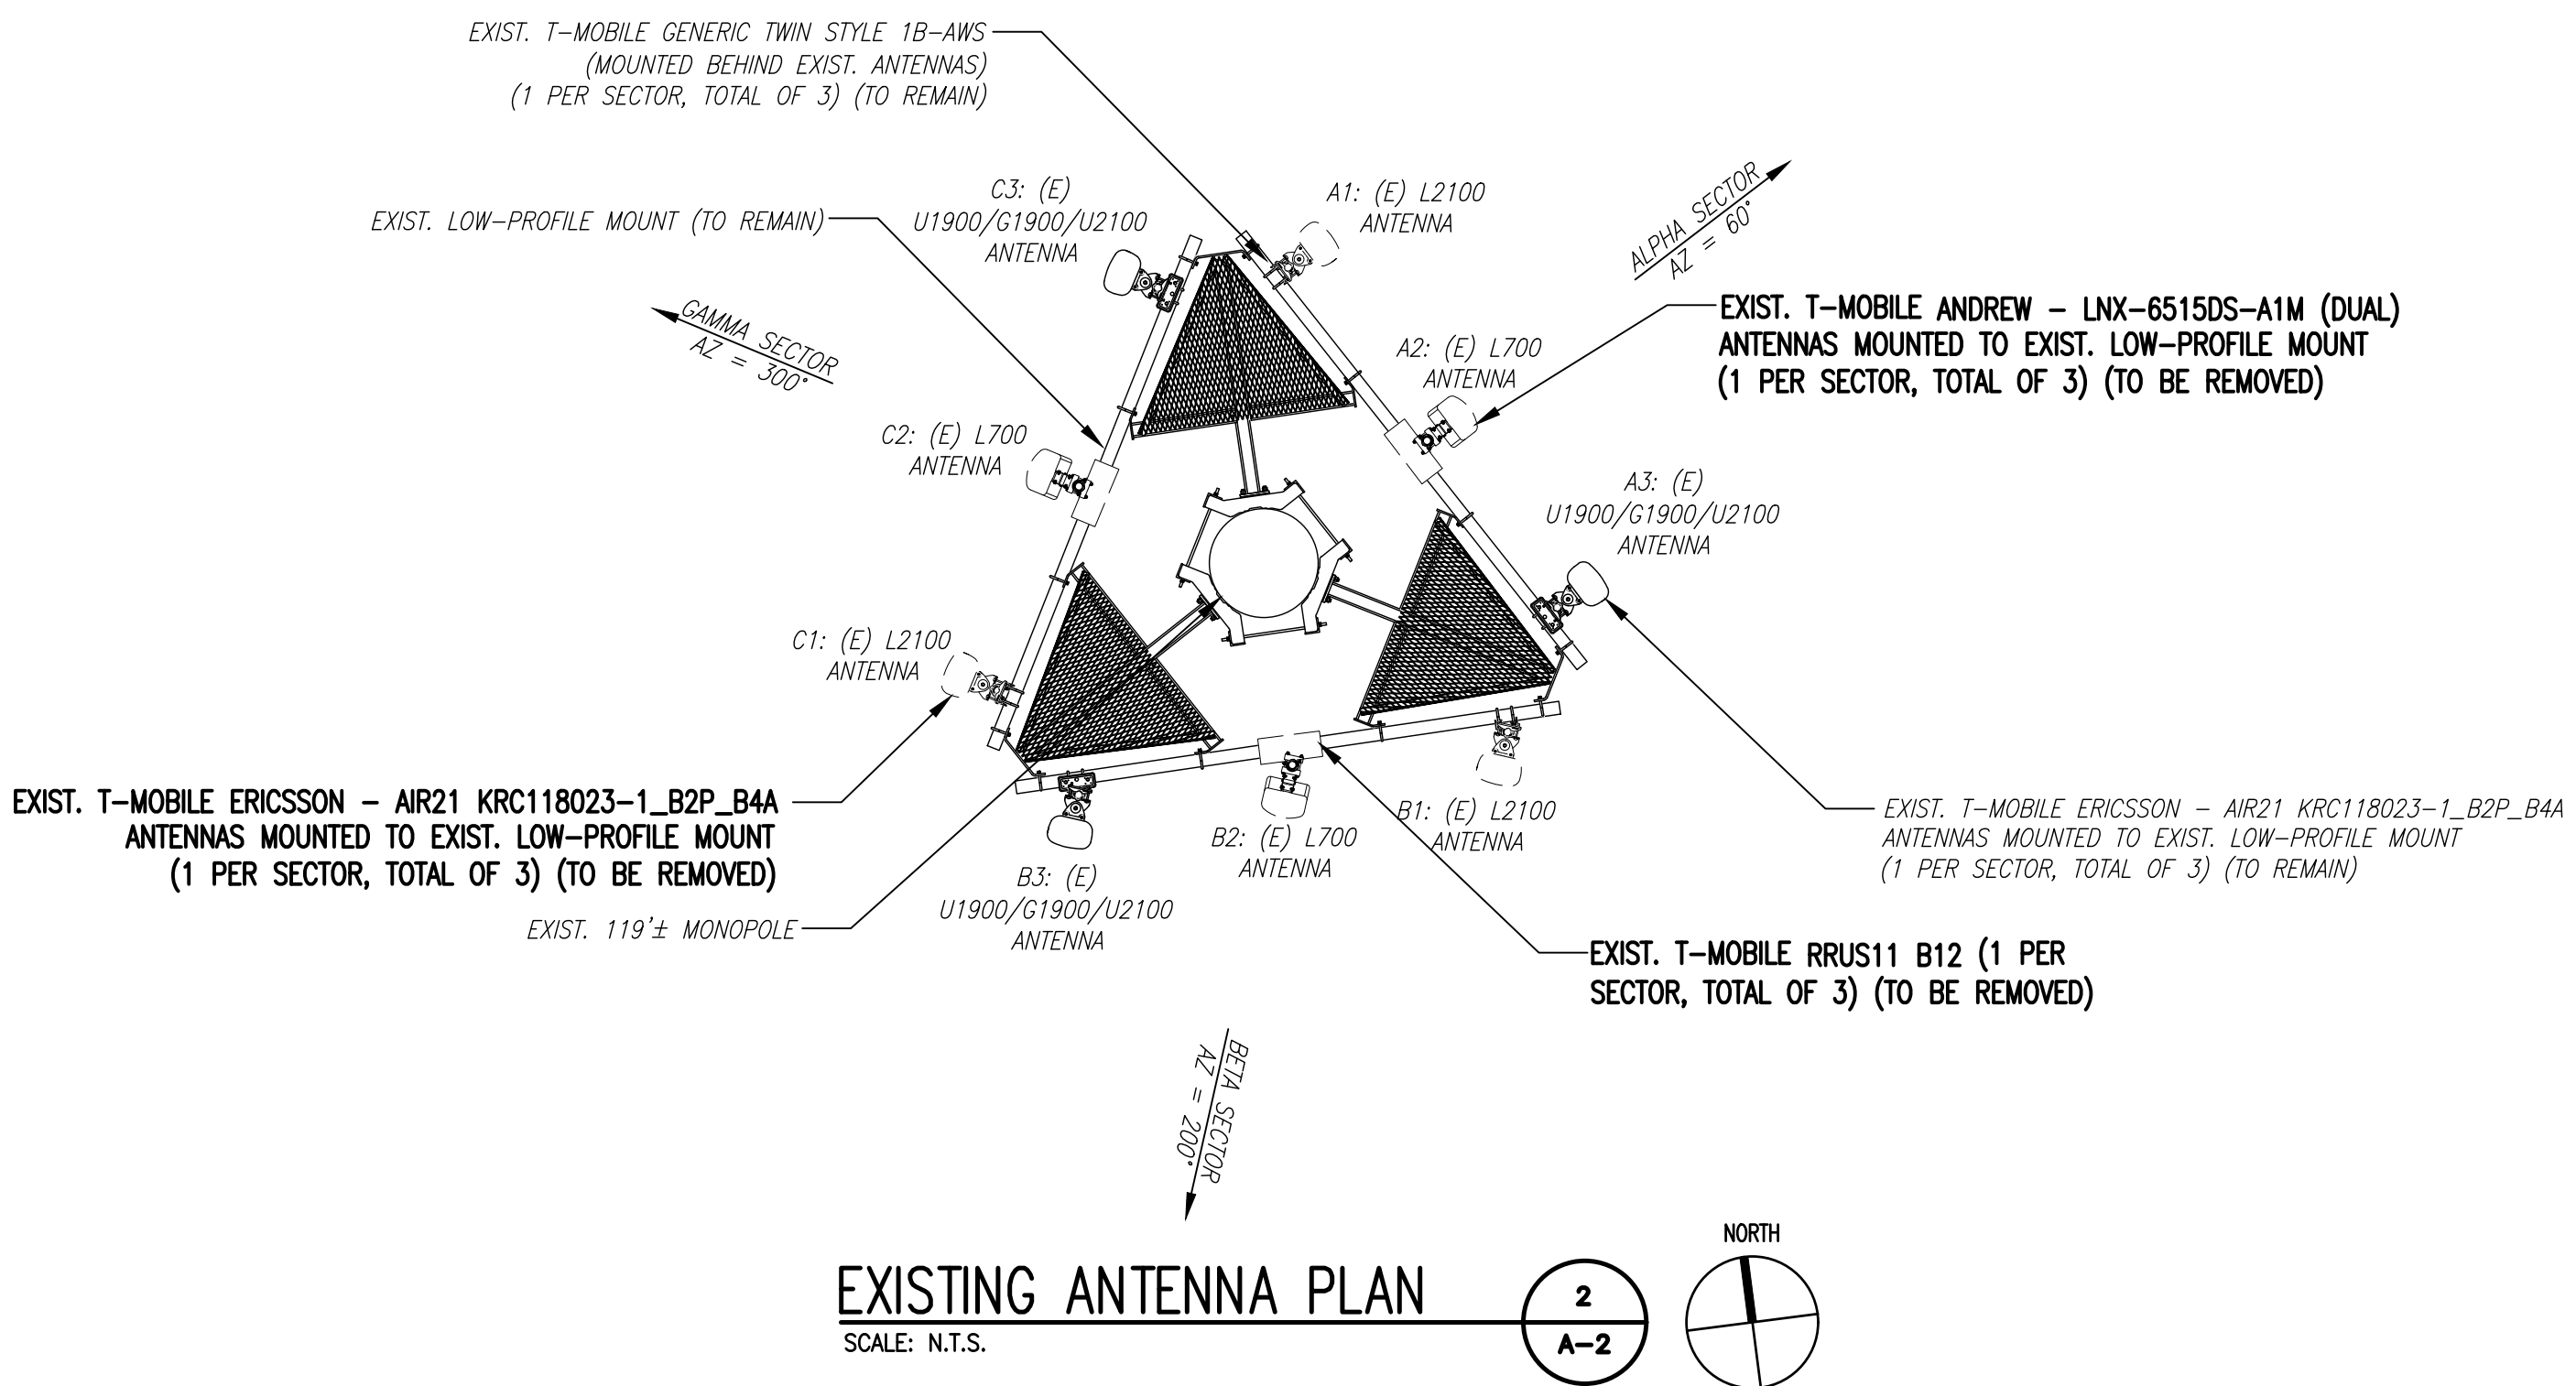 EXIST. T-MOBILE GENERIC TWIN STYLE 1B-AWS
(MOUNTED BEHIND EXIST. ANTENNAS)
(1 PER SECTOR, TOTAL OF 3) (TO REMAIN)
EXIST. LOW-PROFILE MOUNT (TO REMAIN)
C3: (E)
U1900/G1900/U2100
ANTENNA
A1: (E) L2100
ANTENNA
ALPHA SECTOR
AZ = 60°
GAMMA SECTOR
AZ = 300°
EXIST. T-MOBILE ANDREW - LNX-6515DS-A1M (DUAL)
ANTENNAS MOUNTED TO EXIST. LOW-PROFILE MOUNT
(1 PER SECTOR, TOTAL OF 3) (TO BE REMOVED)
A2: (E) L700
ANTENNA
C2: (E) L700
ANTENNA
A3: (E)
U1900/G1900/U2100
ANTENNA
C1: (E) L2100
ANTENNA
EXIST. T-MOBILE ERICSSON - AIR21 KRC118023-1_B2P_B4A
ANTENNAS MOUNTED TO EXIST. LOW-PROFILE MOUNT
(1 PER SECTOR, TOTAL OF 3) (TO BE REMOVED)
EXIST. 119'± MONOPOLE
B3: (E)
U1900/G1900/U2100
ANTENNA
B2: (E) L700
ANTENNA
B1: (E) L2100
ANTENNA
EXIST. T-MOBILE ERICSSON - AIR21 KRC118023-1_B2P_B4A
ANTENNAS MOUNTED TO EXIST. LOW-PROFILE MOUNT
(1 PER SECTOR, TOTAL OF 3) (TO REMAIN)
EXIST. T-MOBILE RRUS11 B12 (1 PER
SECTOR, TOTAL OF 3) (TO BE REMOVED)
BETA SECTOR
AZ = 200°
EXISTING ANTENNA PLAN
SCALE: N.T.S.
2
A-2
NORTH